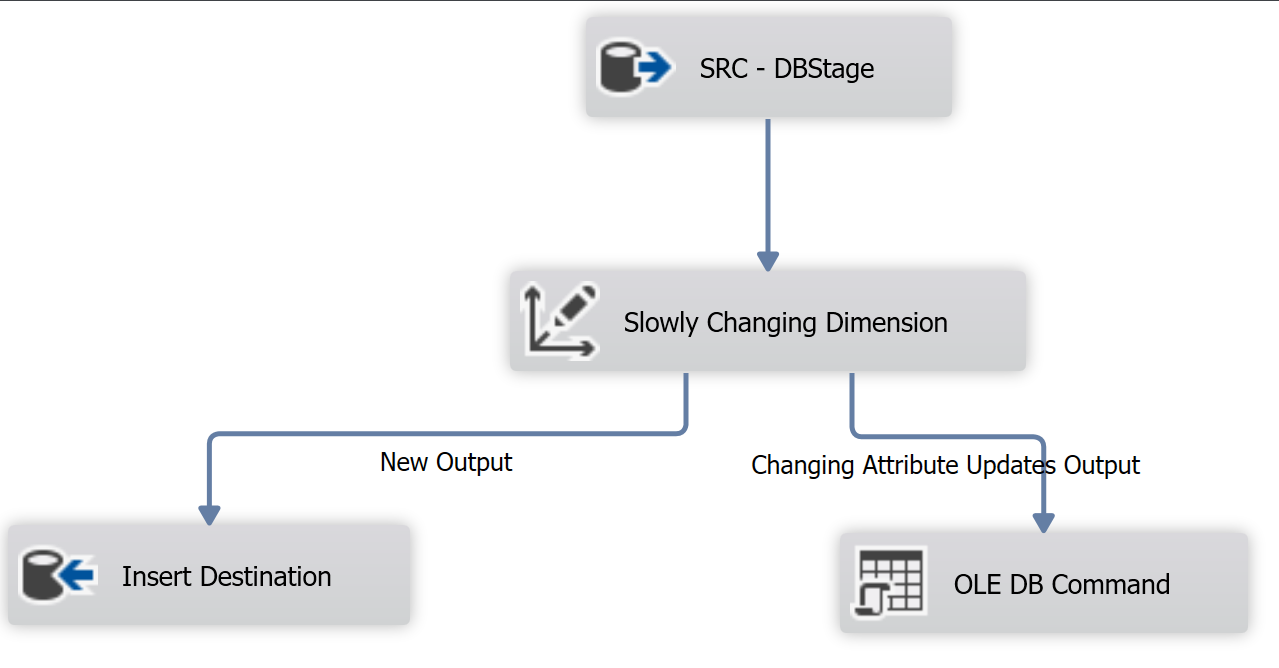 SRC - DBStage
Slowly Changing Dimension
New Output
Changing Attribute Updates Output
Insert Destination
OLE DB Command